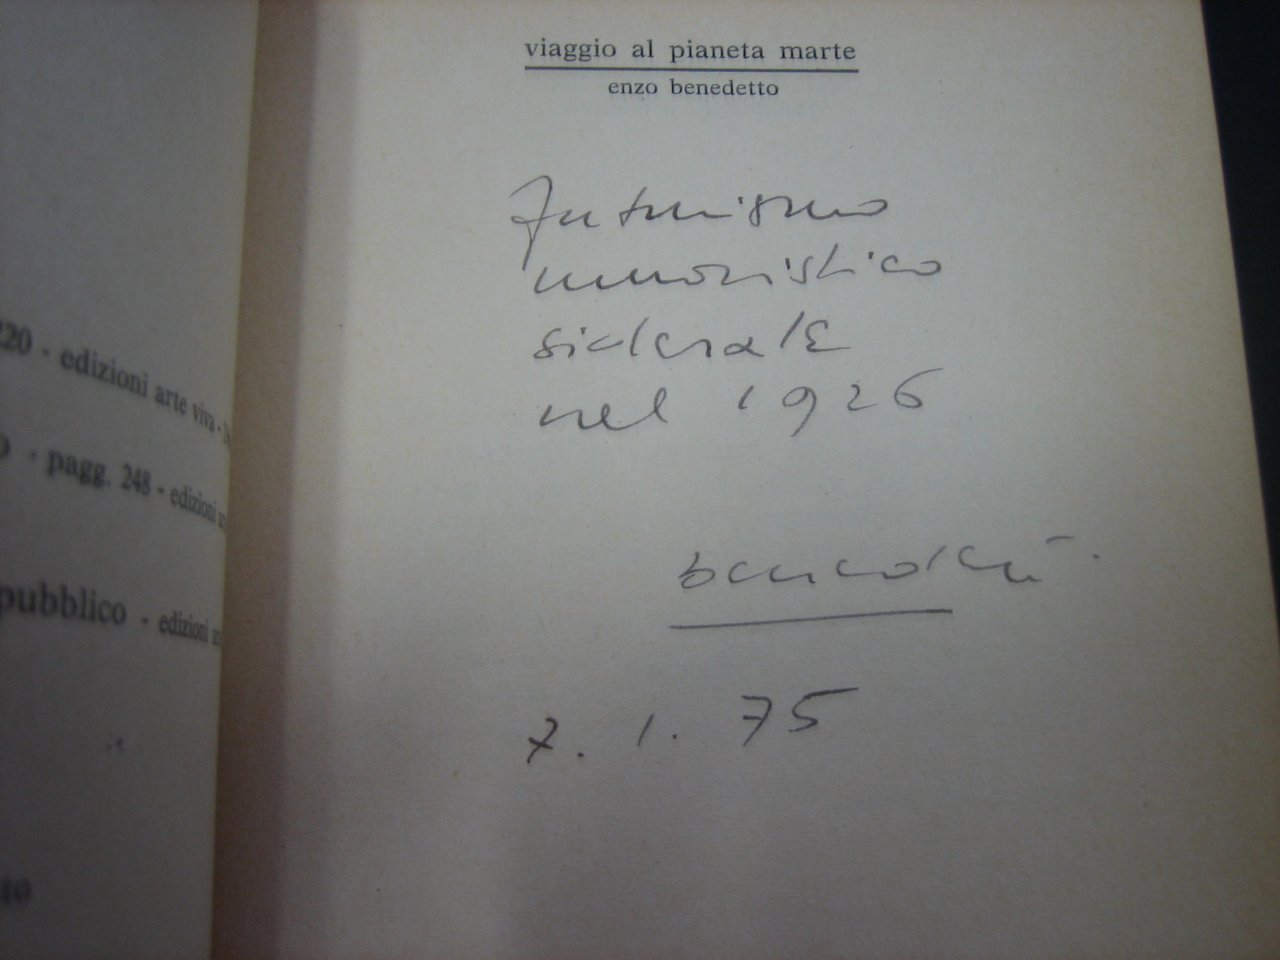 220 - edizioni arte viva -
- pagg. 248 - edizioni
pubblico - edizioni
viaggio al pianeta marte
enzo benedetto
Futurismo
umoristico
siderale
nel 1926
benedetto
7. 1. 75